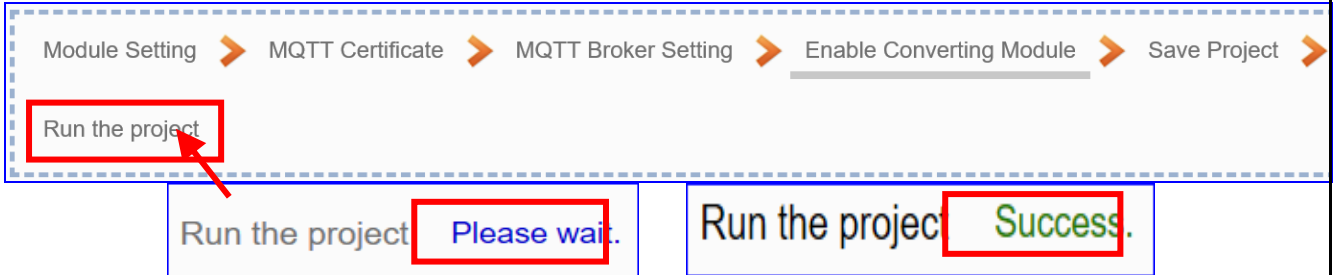 Module Setting MQTT Certificate MQTT Broker Setting Enable Converting Module Save Project
Run the project
Run the project Please wait.
Run the project Success.